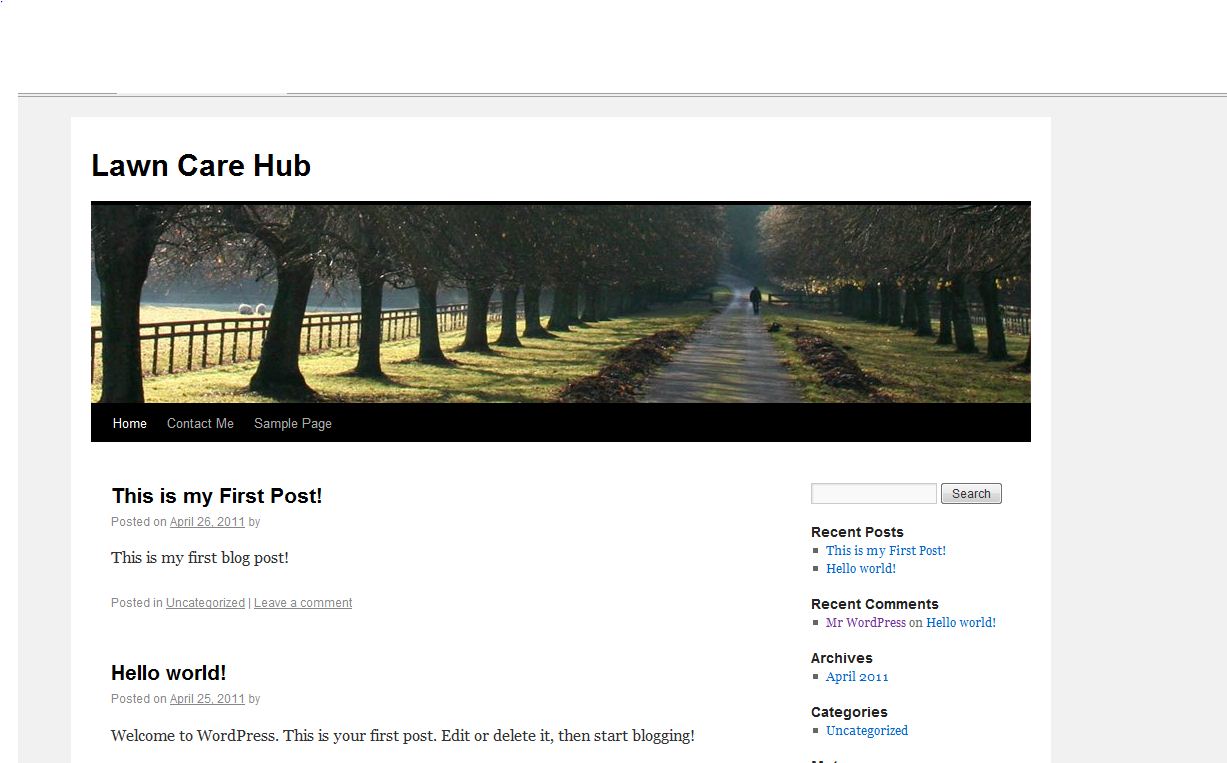 Lawn Care Hub
Home Contact Me Sample Page
This is my First Post!
Posted on April 26, 2011 by
This is my first blog post!
Posted in Uncategorized | Leave a comment
Hello world!
Posted on April 25, 2011 by
Welcome to WordPress. This is your first post. Edit or delete it, then start blogging!
Search
Recent Posts
This is my First Post!
Hello world!
Recent Comments
Mr WordPress on Hello world!
Archives
April 2011
Categories
Uncategorized